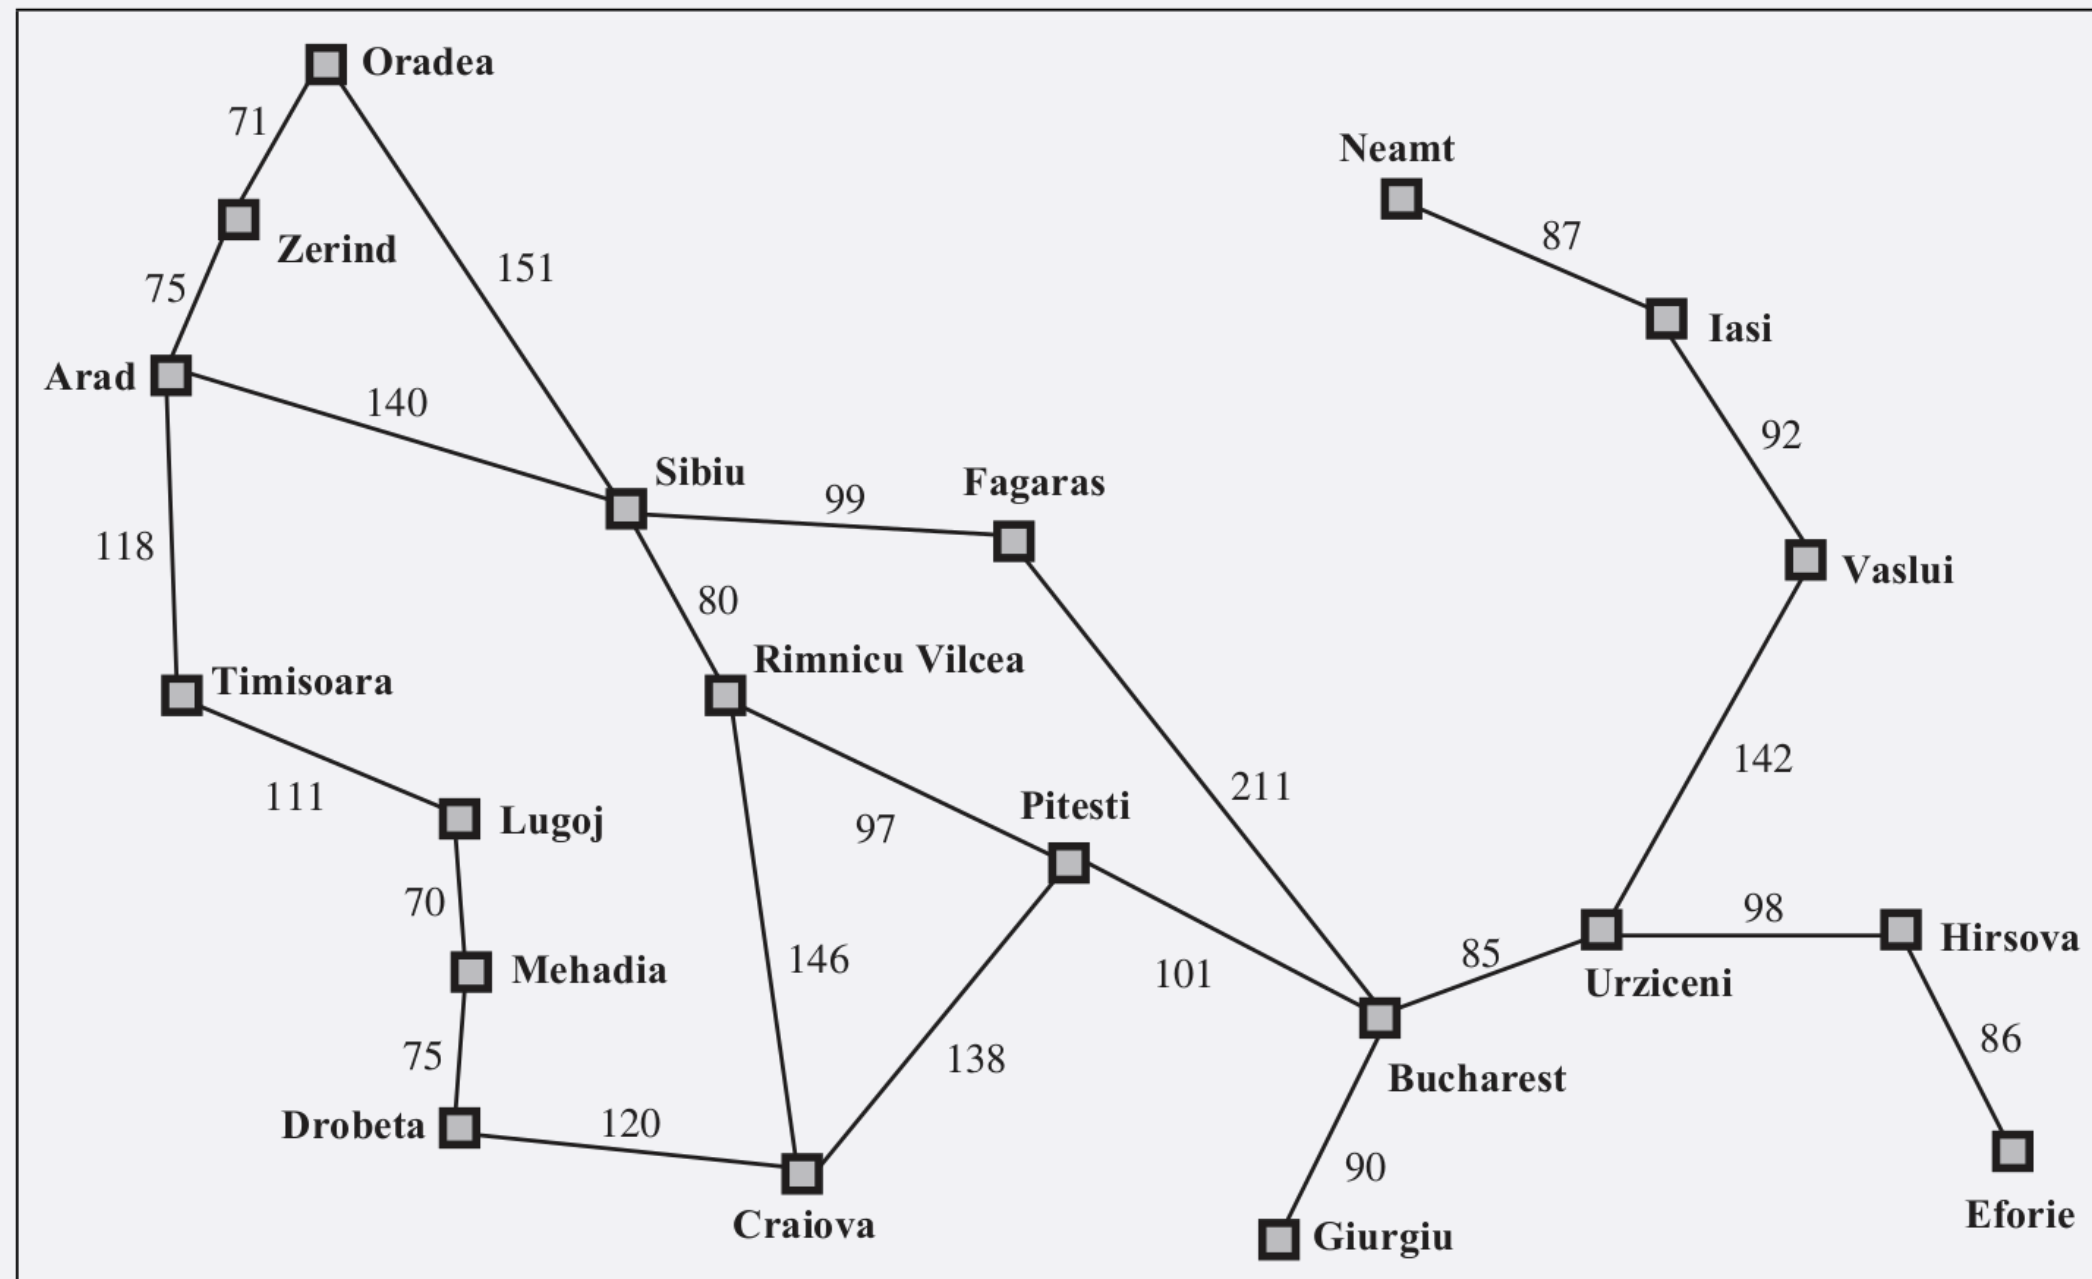 Oradea
71
Neamt
87
Zerind
151
75
Iasi
Arad
140
92
Sibiu
Fagaras
99
118
Vaslui
80
Rimnicu Vilcea
Timisoara
142
211
111
Lugoj
Pitesti
97
70
98
Hirsova
85
146
Mehadia
101
Urziceni
86
75
138
Bucharest
Drobeta
120
90
Craiova
Giurgiu
Eforie